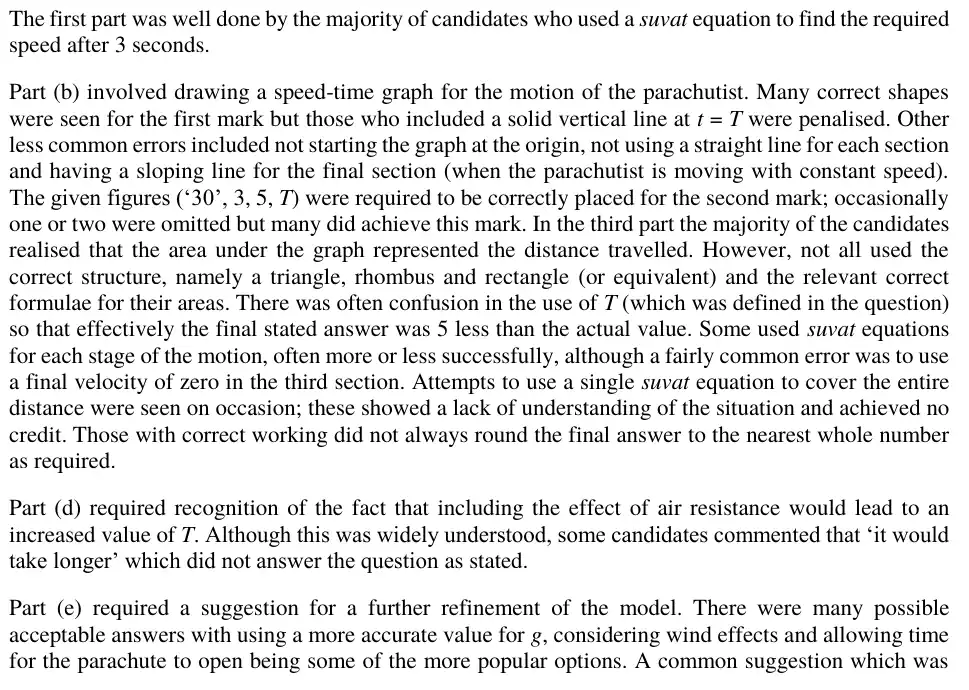 The first part was well done by the majority of candidates who used a suvat equation to find the required
speed after 3 seconds.
Part (b) involved drawing a speed-time graph for the motion of the parachutist. Many correct shapes
were seen for the first mark but those who included a solid vertical line at t = T were penalised. Other
less common errors included not starting the graph at the origin, not using a straight line for each section
and having a sloping line for the final section (when the parachutist is moving with constant speed).
The given figures (‘30’, 3, 5, T) were required to be correctly placed for the second mark; occasionally
one or two were omitted but many did achieve this mark. In the third part the majority of the candidates
realised that the area under the graph represented the distance travelled. However, not all used the
correct structure, namely a triangle, rhombus and rectangle (or equivalent) and the relevant correct
formulae for their areas. There was often confusion in the use of T (which was defined in the question)
so that effectively the final stated answer was 5 less than the actual value. Some used suvat equations
for each stage of the motion, often more or less successfully, although a fairly common error was to use
a final velocity of zero in the third section. Attempts to use a single suvat equation to cover the entire
distance were seen on occasion; these showed a lack of understanding of the situation and achieved no
credit. Those with correct working did not always round the final answer to the nearest whole number
as required.
Part (d) required recognition of the fact that including the effect of air resistance would lead to an
increased value of T. Although this was widely understood, some candidates commented that ‘it would
take longer’ which did not answer the question as stated.
Part (e) required a suggestion for a further refinement of the model. There were many possible
acceptable answers with using a more accurate value for g, considering wind effects and allowing time
for the parachute to open being some of the more popular options. A common suggestion which was